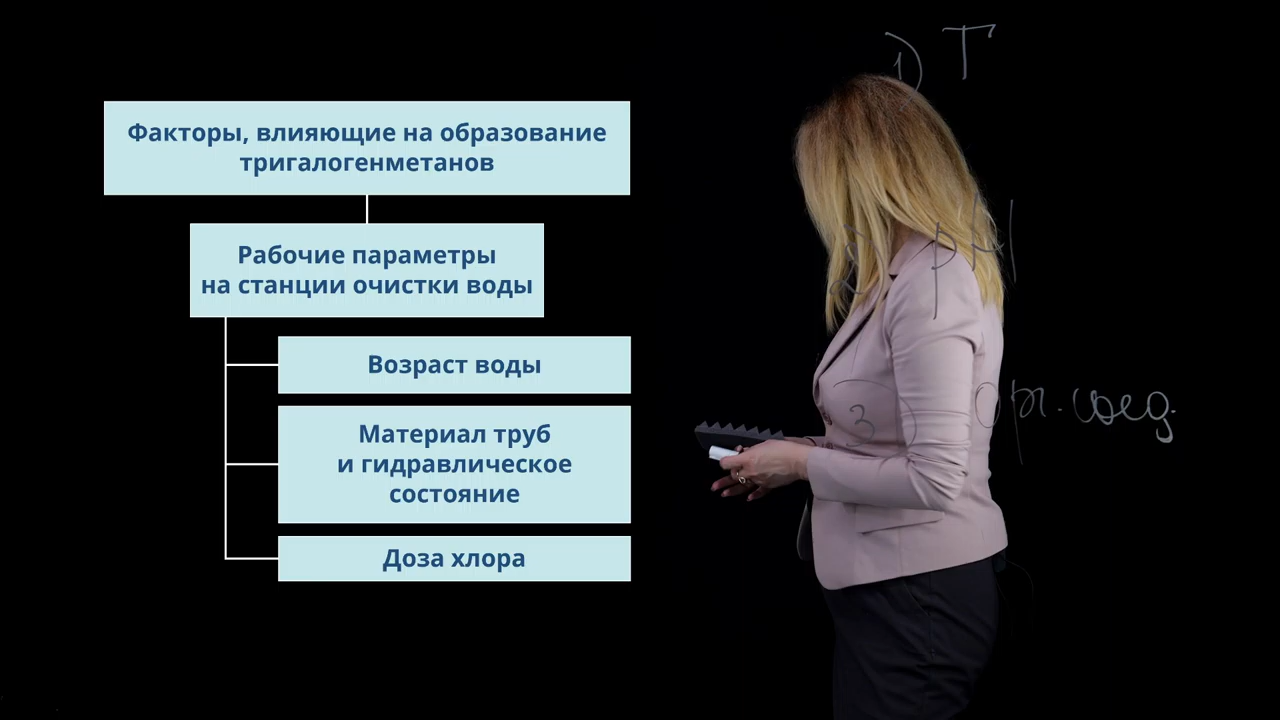 Факторы, влияющие на образование
тригалогенметанов
Рабочие параметры
на станции очистки воды
Возраст воды
Материал труб
и гидравлическое
состояние
Доза хлора
1) T
2) pH
3) Орг. соед.